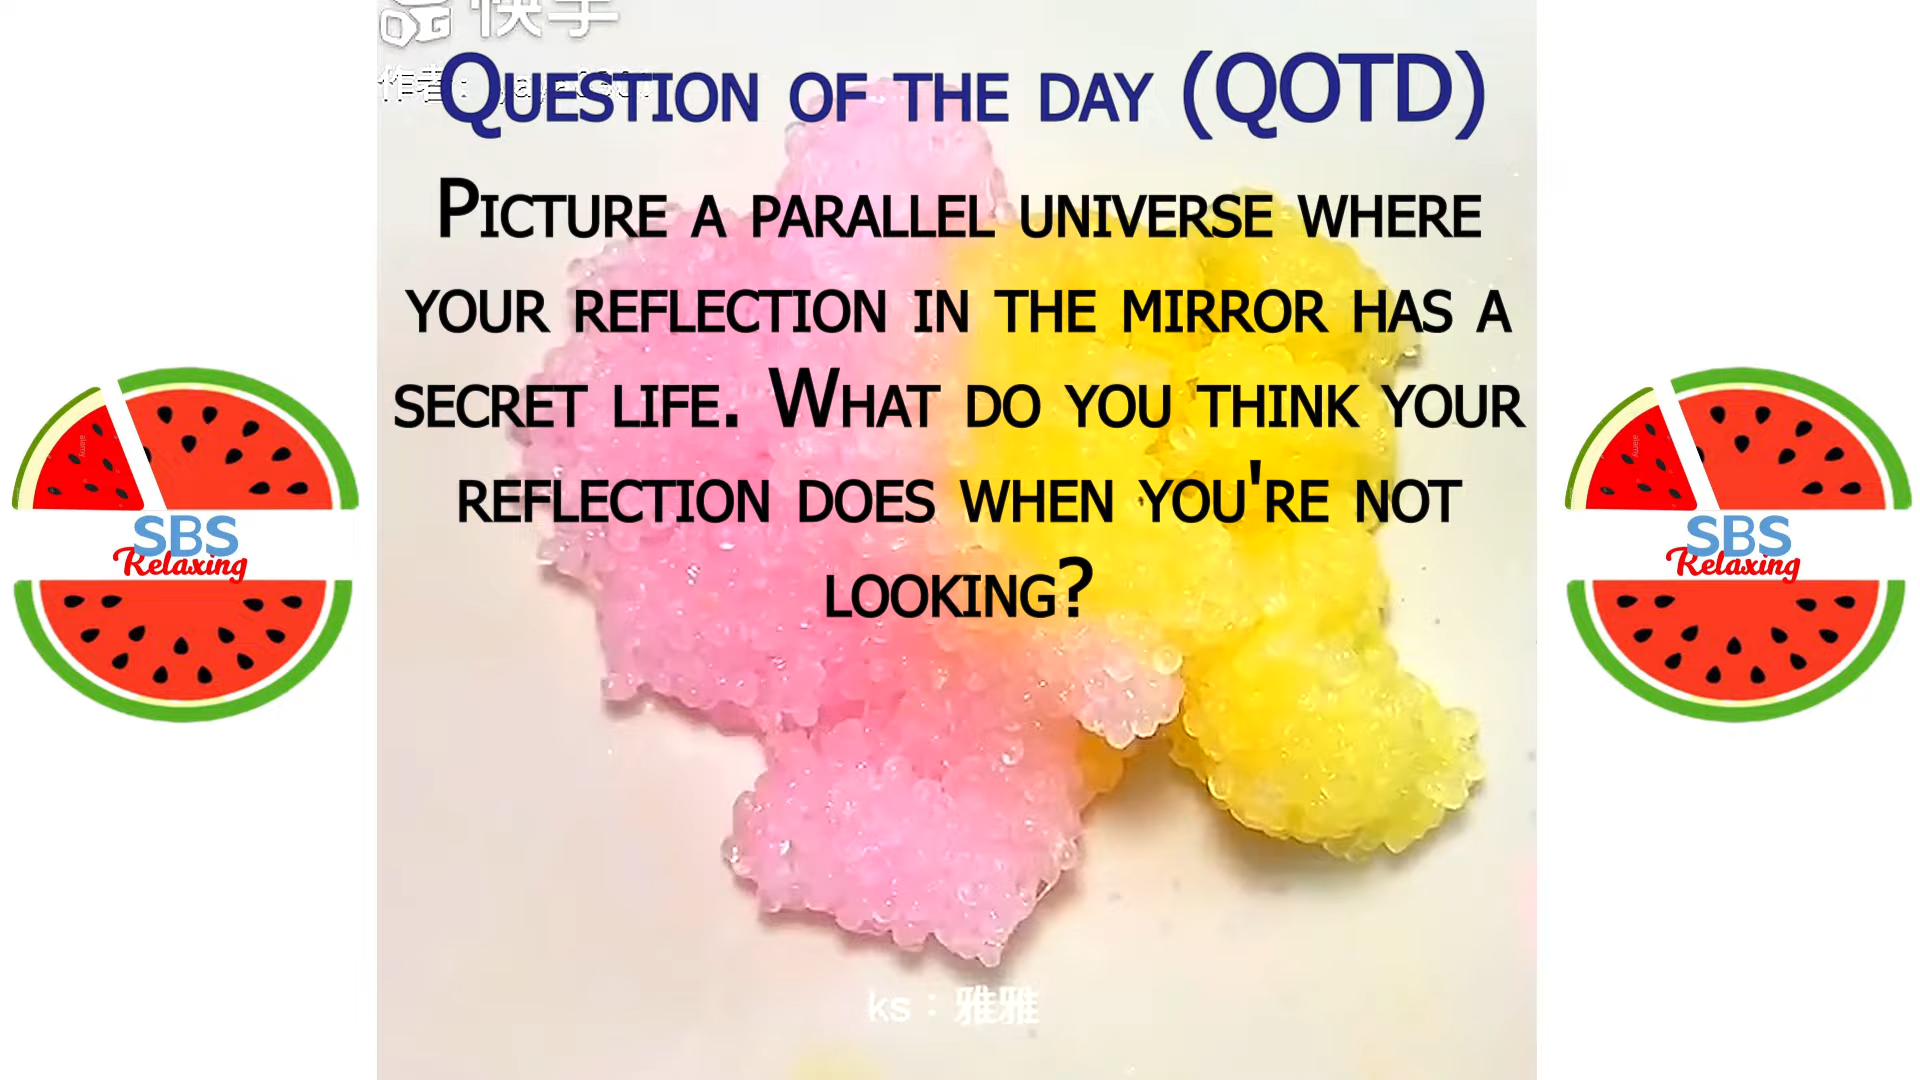 快手
作者:
QUESTION OF THE DAY (QOTD)
PICTURE A PARALLEL UNIVERSE WHERE
YOUR REFLECTION IN THE MIRROR HAS A
SECRET LIFE. WHAT DO YOU THINK YOUR
REFLECTION DOES WHEN YOU'RE NOT
LOOKING?
SBS
Relaxing
SBS
Relaxing
ks：雅雅